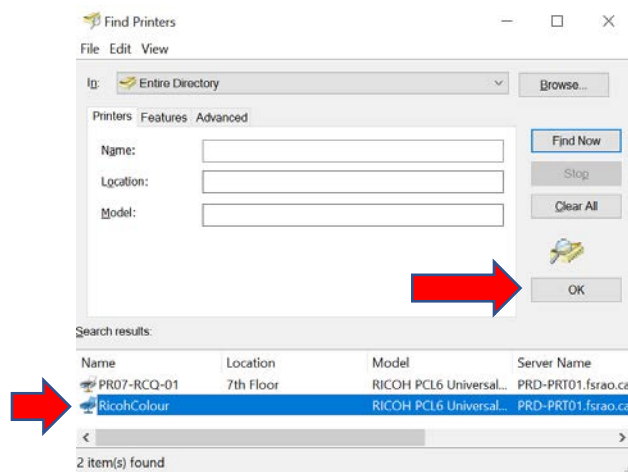 Find Printers
File Edit View
In: Entire Directory Browse...
Printers Features Advanced
Name:
Location:
Model:
Find Now
Stop
Clear All
OK
Search results:
Name Location Model Server Name
PR07-RCQ-01 7th Floor RICOH PCL6 Universal... PRD-PRT01.fsrao.ca
RicohColour RICOH PCL6 Universal... PRD-PRT01.fsrao.ca
2 item(s) found